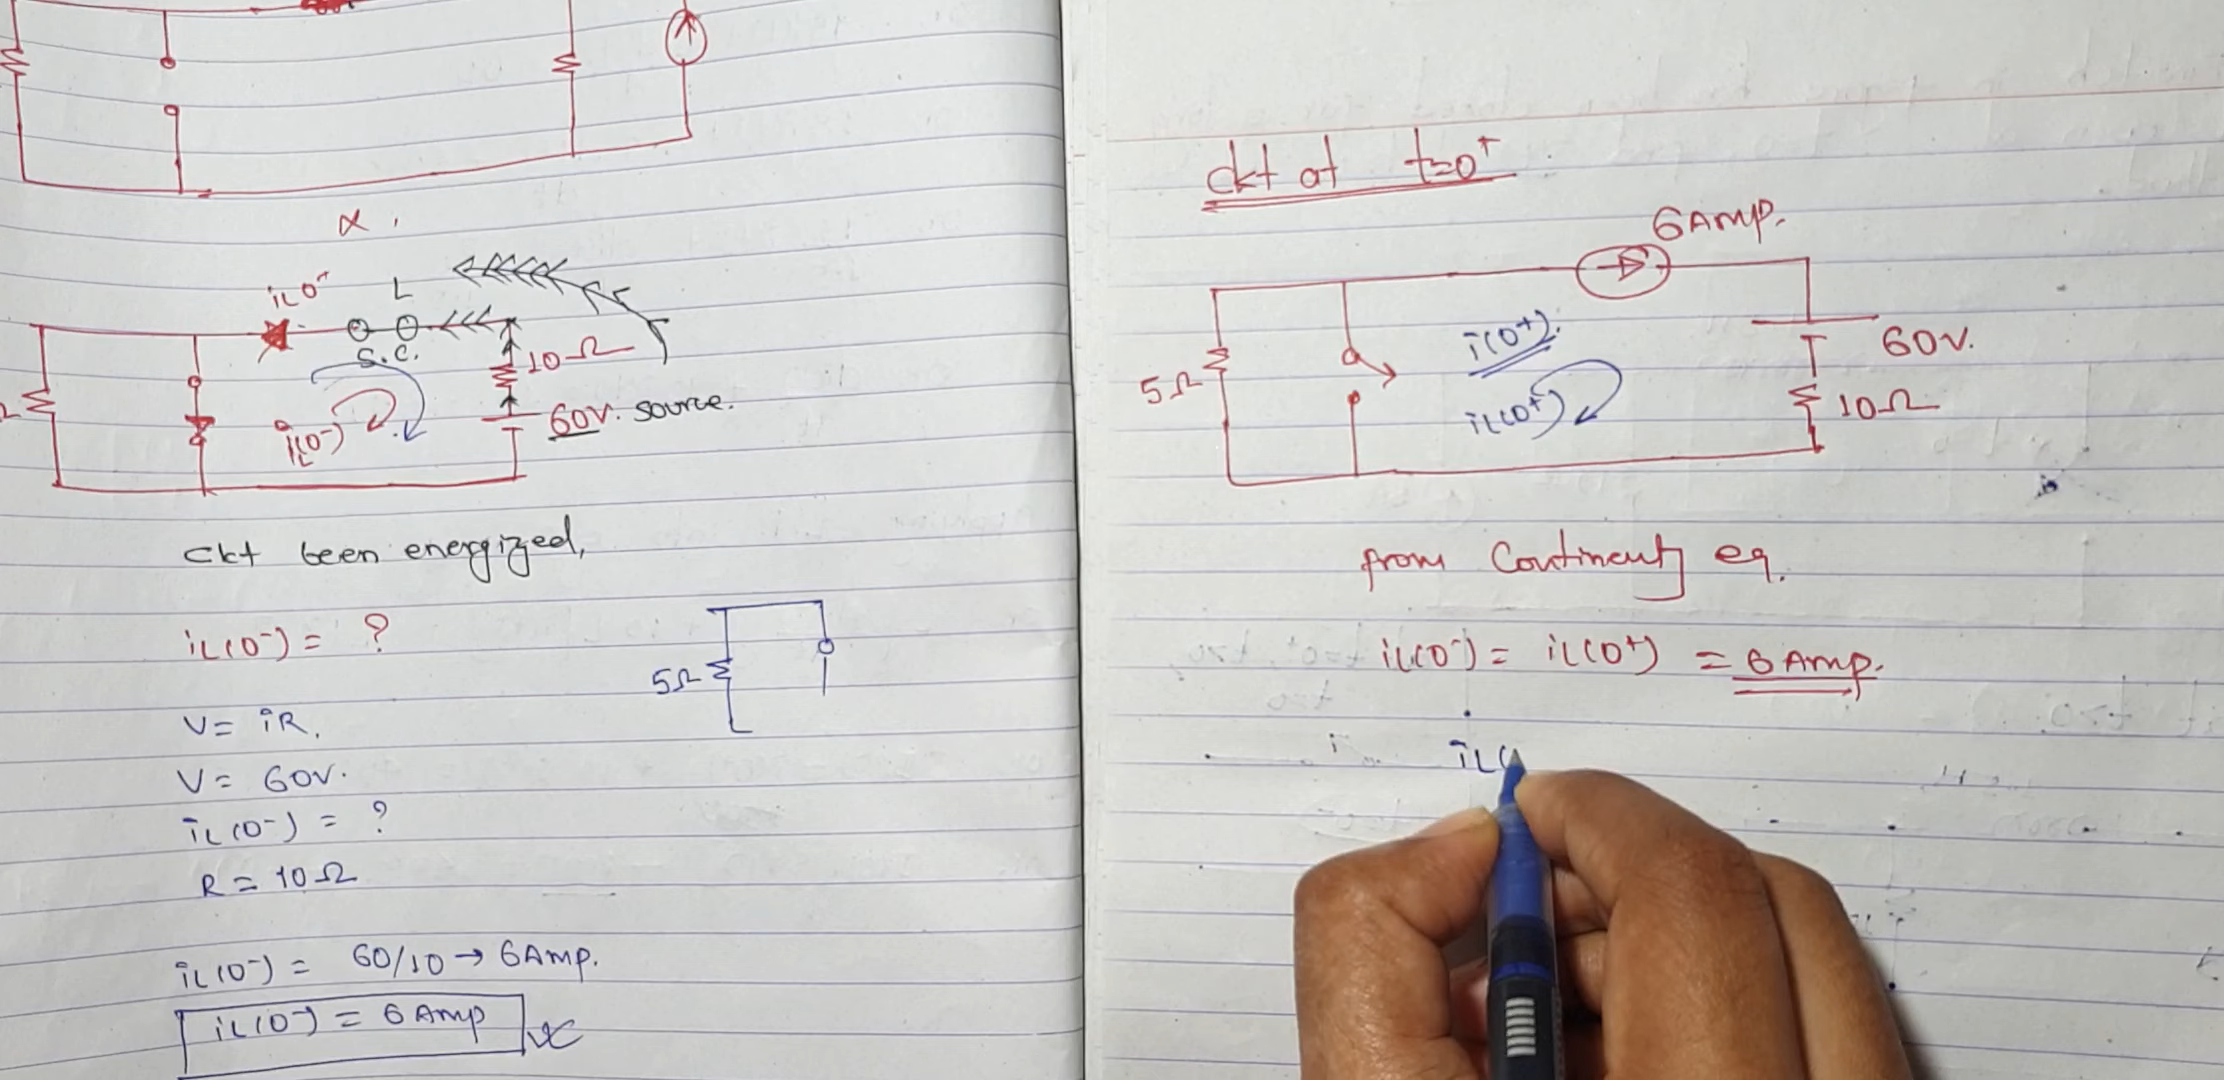 α.
iL0⁺
L
S.C.
10Ω
iL(0⁻)
60V. source.
ckt been energized,
iL(0⁻) = ?
5Ω
V = iR.
V = 60V.
iL(0⁻) = ?
R = 10Ω
iL(0⁻) = 60/10 → 6Amp.
iL(0⁻) = 6 Amp
ckt at t=0⁺
6Amp.
i(0⁺).
60V.
5Ω
iL(0⁺)
10Ω
from Continenty eq.
iL(0⁻) = iL(0⁺) = 6 Amp.
iL(